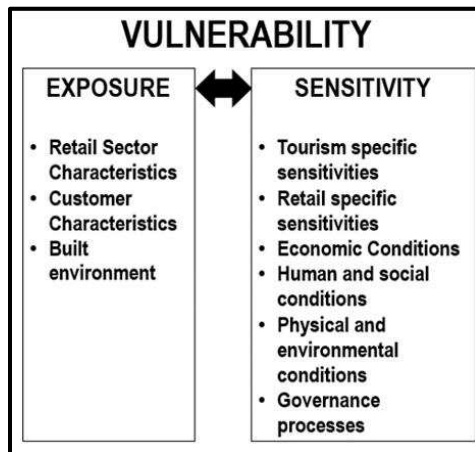 VULNERABILITY
EXPOSURE
• Retail Sector
Characteristics
• Customer
Characteristics
• Built
environment
SENSITIVITY
• Tourism specific
sensitivities
• Retail specific
sensitivities
• Economic Conditions
• Human and social
conditions
• Physical and
environmental
conditions
• Governance
processes